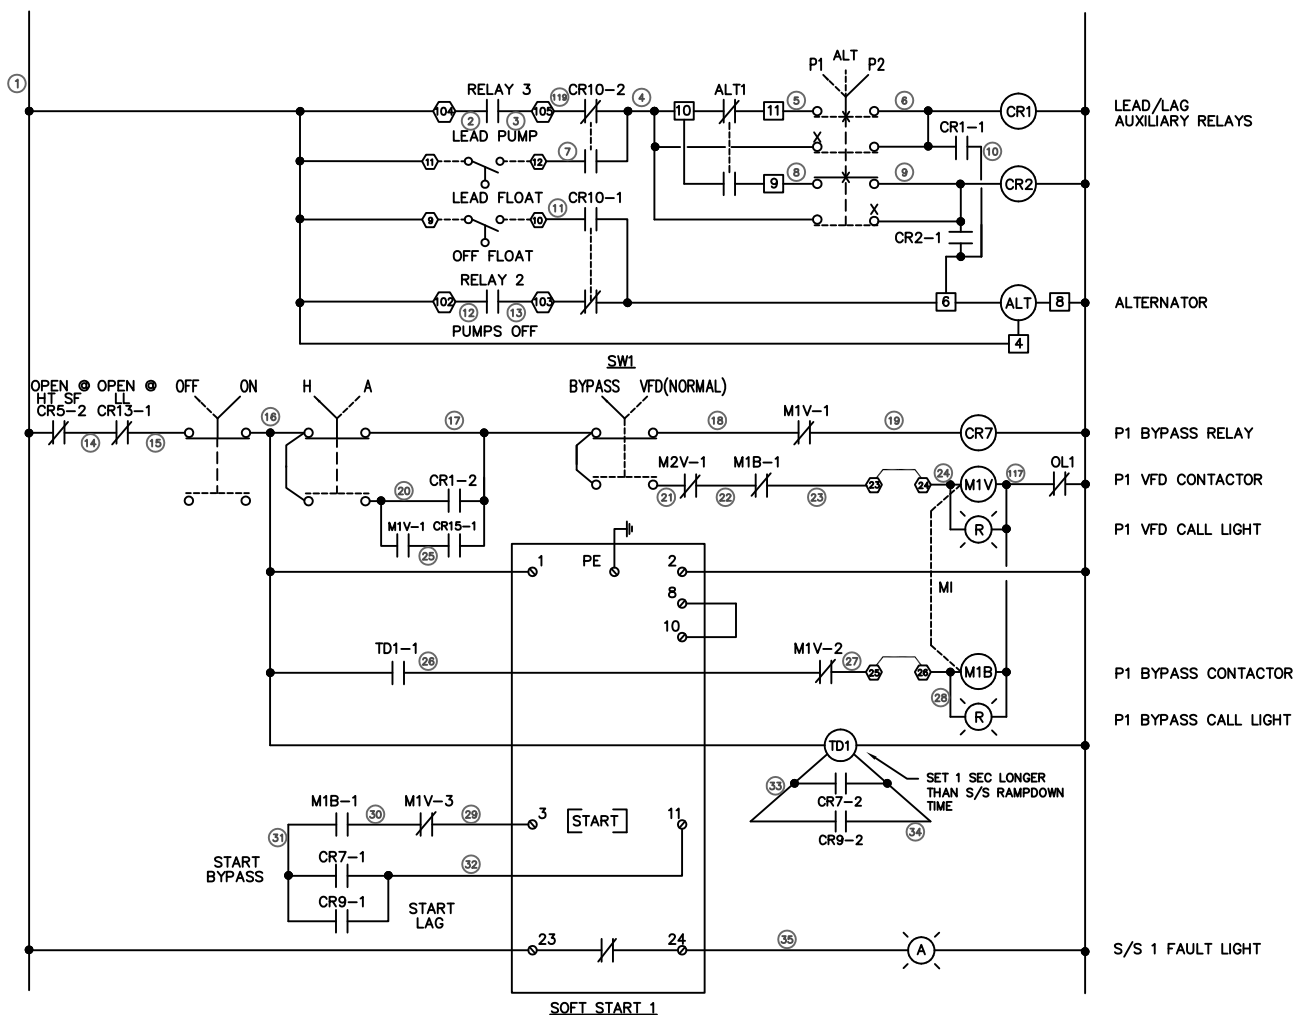 ALT
P1 P2
1
RELAY 3 CR10-2 ALT1
104 2 3 105 119 4 10 11 5 6 CR1 LEAD/LAG
AUXILIARY RELAYS
LEAD PUMP
CR1-1
X
11 12 7 10
9 8 9 CR2
LEAD FLOAT CR10-1
9 10 11 X
OFF FLOAT CR2-1
RELAY 2
102 12 13 103 6 ALT 8 ALTERNATOR
PUMPS OFF
4
SW1
OPEN @ OPEN @ OFF ON H A BYPASS VFD(NORMAL)
HT SF LL
CR5-2 CR13-1
14 15 16 17 18 M1V-1 19 CR7 P1 BYPASS RELAY
M2V-1 M1B-1 OL1
20 CR1-2 21 22 23 23 24 24 M1V 117 P1 VFD CONTACTOR
M1V-1 CR15-1
25 R P1 VFD CALL LIGHT
1 PE 2
MI
8
10
TD1-1 26 M1V-2 27 25 26 M1B P1 BYPASS CONTACTOR
28 R P1 BYPASS CALL LIGHT
TD1
SET 1 SEC LONGER
THAN S/S RAMPDOWN
TIME
33 CR7-2
CR9-2 34
M1B-1 30 M1V-3 29 3 START 11
31
START
BYPASS
CR7-1 32
CR9-1
START
LAG
23 24 35 A S/S 1 FAULT LIGHT
SOFT START 1